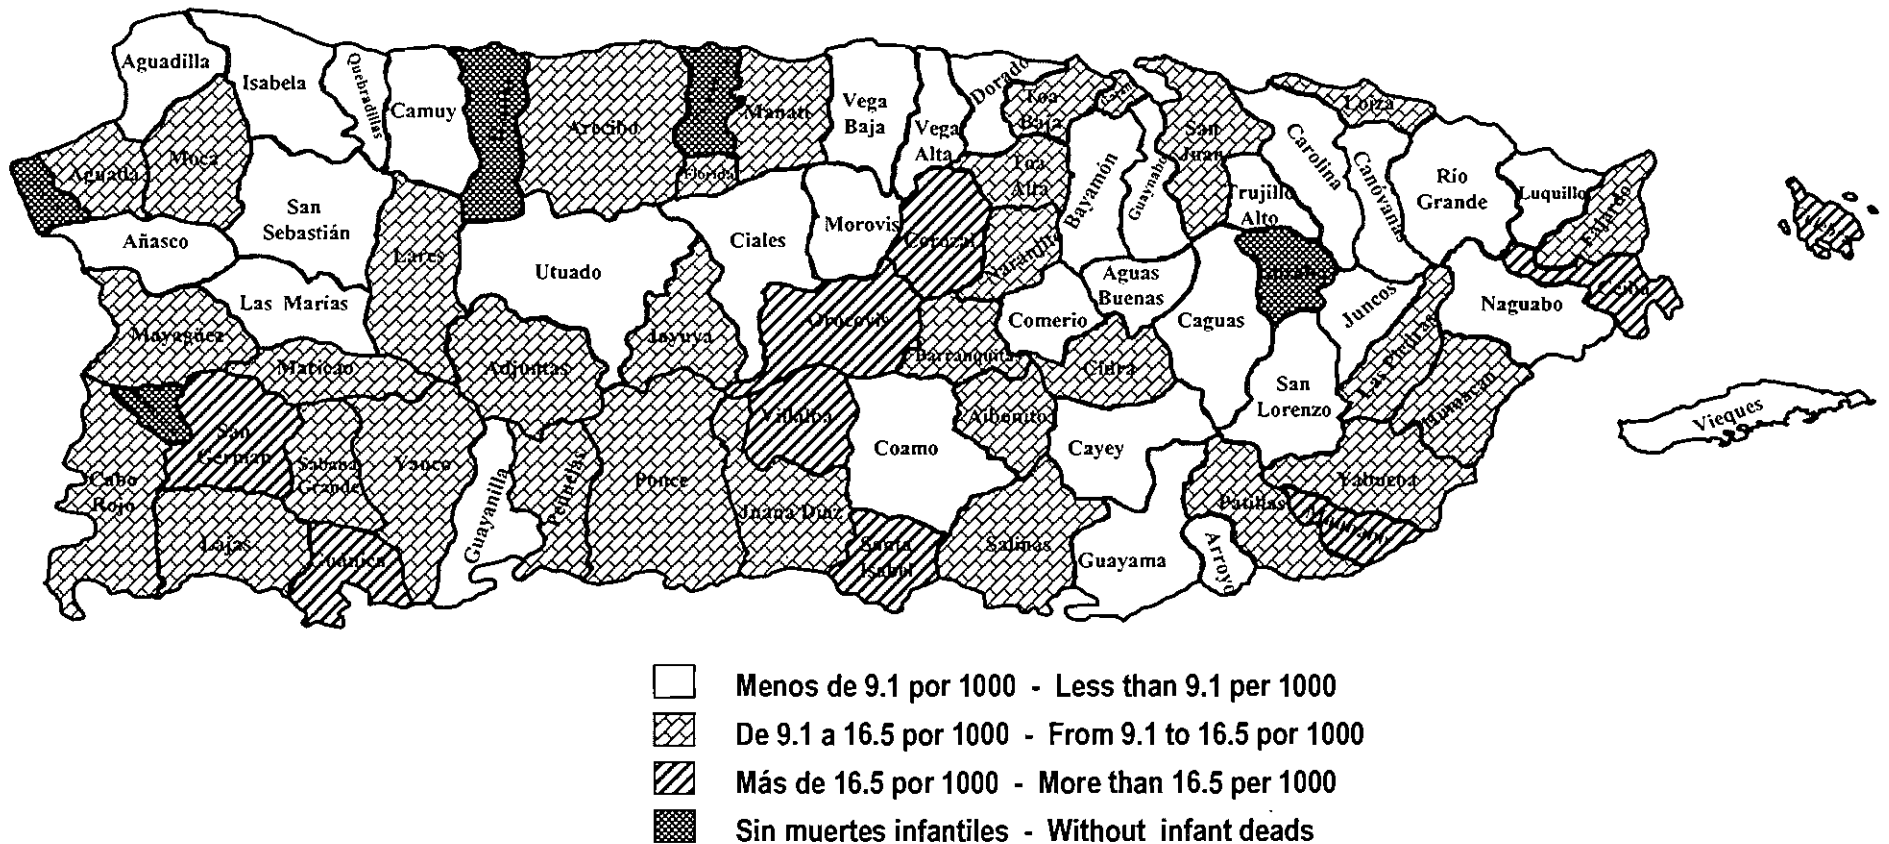 Aguadilla
Isabela
Quebradillas
Camuy
Arecibo
Manatí
Vega
Baja
Vega
Alta
Dorado
Toa
Baja
San
Juan
Loíza
Carolina
Canóvanas
Río
Grande
Luquillo
Fajardo
Aguada
Moca
San
Sebastián
Añasco
Lares
Utuado
Florida
Ciales
Morovis
Corozal
Toa
Alta
Naranjito
Bayamón
Guaynabo
Trujillo
Alto
Gurabo
Aguas
Buenas
Caguas
Juncos
Naguabo
Ceiba
Las Marías
Mayagüez
Maricao
Adjuntas
Jayuya
Orocovis
Barranquitas
Comerio
Cidra
Las Piedras
Humacao
San
Lorenzo
Vieques
Cabo
Rojo
San
German
Sabana
Grande
Yauco
Guayanilla
Peñuelas
Ponce
Villalba
Juana Díaz
Coamo
Aibonito
Cayey
Yabucoa
Patillas
Maunabo
Lajas
Guánica
Santa
Isabel
Salinas
Guayama
Arroyo
Menos de 9.1 por 1000 - Less than 9.1 per 1000
De 9.1 a 16.5 por 1000 - From 9.1 to 16.5 por 1000
Más de 16.5 por 1000 - More than 16.5 per 1000
Sin muertes infantiles - Without infant deads